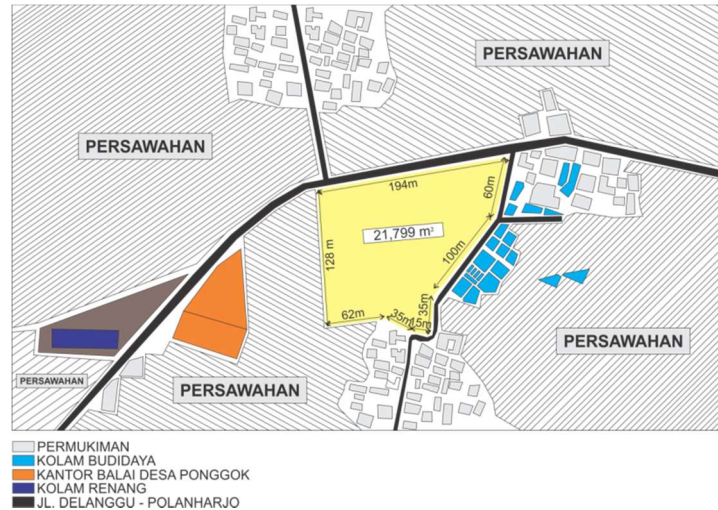 PERSAWAHAN
PERSAWAHAN
194m
60m
21,799 m²
128 m
100m
35m
62m
35m
15m
PERSAWAHAN
PERSAWAHAN
PERSAWAHAN
PERMUKIMAN
KOLAM BUDIDAYA
KANTOR BALAI DESA PONGGOK
KOLAM RENANG
JL. DELANGGU - POLANHARJO